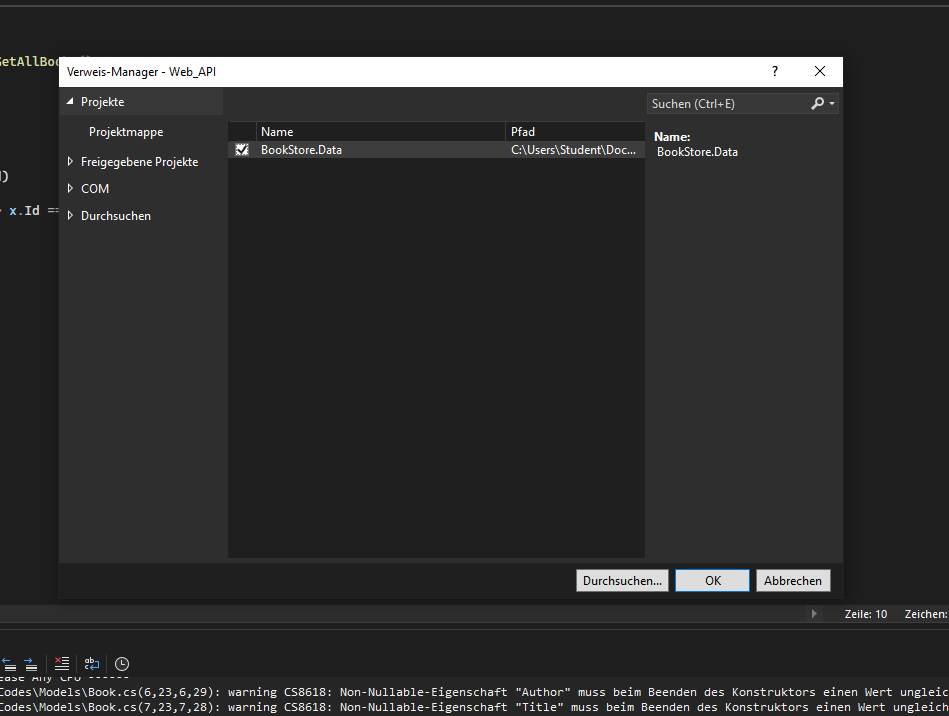 Verweis-Manager - Web_API
?
Projekte
Projektmappe
Freigegebene Projekte
COM
Durchsuchen
Suchen (Ctrl+E)
Name Pfad
BookStore.Data C:\Users\Student\Doc...
Name:
BookStore.Data
)
x.Id ==
Durchsuchen... OK Abbrechen
Zeile: 10 Zeichen:
ease Any CPU ------
Codes\Models\Book.cs(6,23,6,29): warning CS8618: Non-Nullable-Eigenschaft "Author" muss beim Beenden des Konstruktors einen Wert ungleich
Codes\Models\Book.cs(7,23,7,28): warning CS8618: Non-Nullable-Eigenschaft "Title" muss beim Beenden des Konstruktors einen Wert ungleich